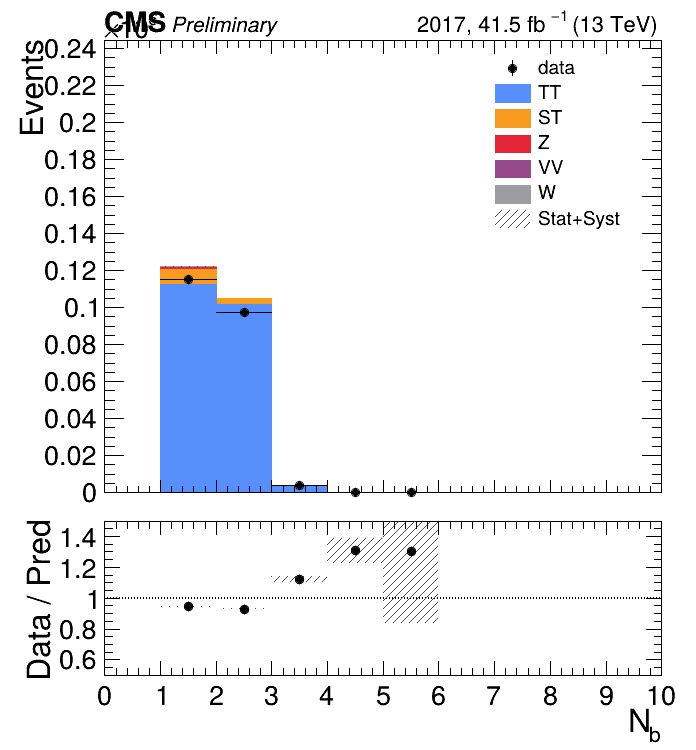 CMS Preliminary
2017, 41.5 fb⁻¹ (13 TeV)
Events
0.24
0.22
0.2
0.18
0.16
0.14
0.12
0.1
0.08
0.06
0.04
0.02
0
data
TT
ST
Z
VV
W
Stat+Syst
Data / Pred
1.4
1.2
1
0.8
0.6
0 1 2 3 4 5 6 7 8 9 10
N_b